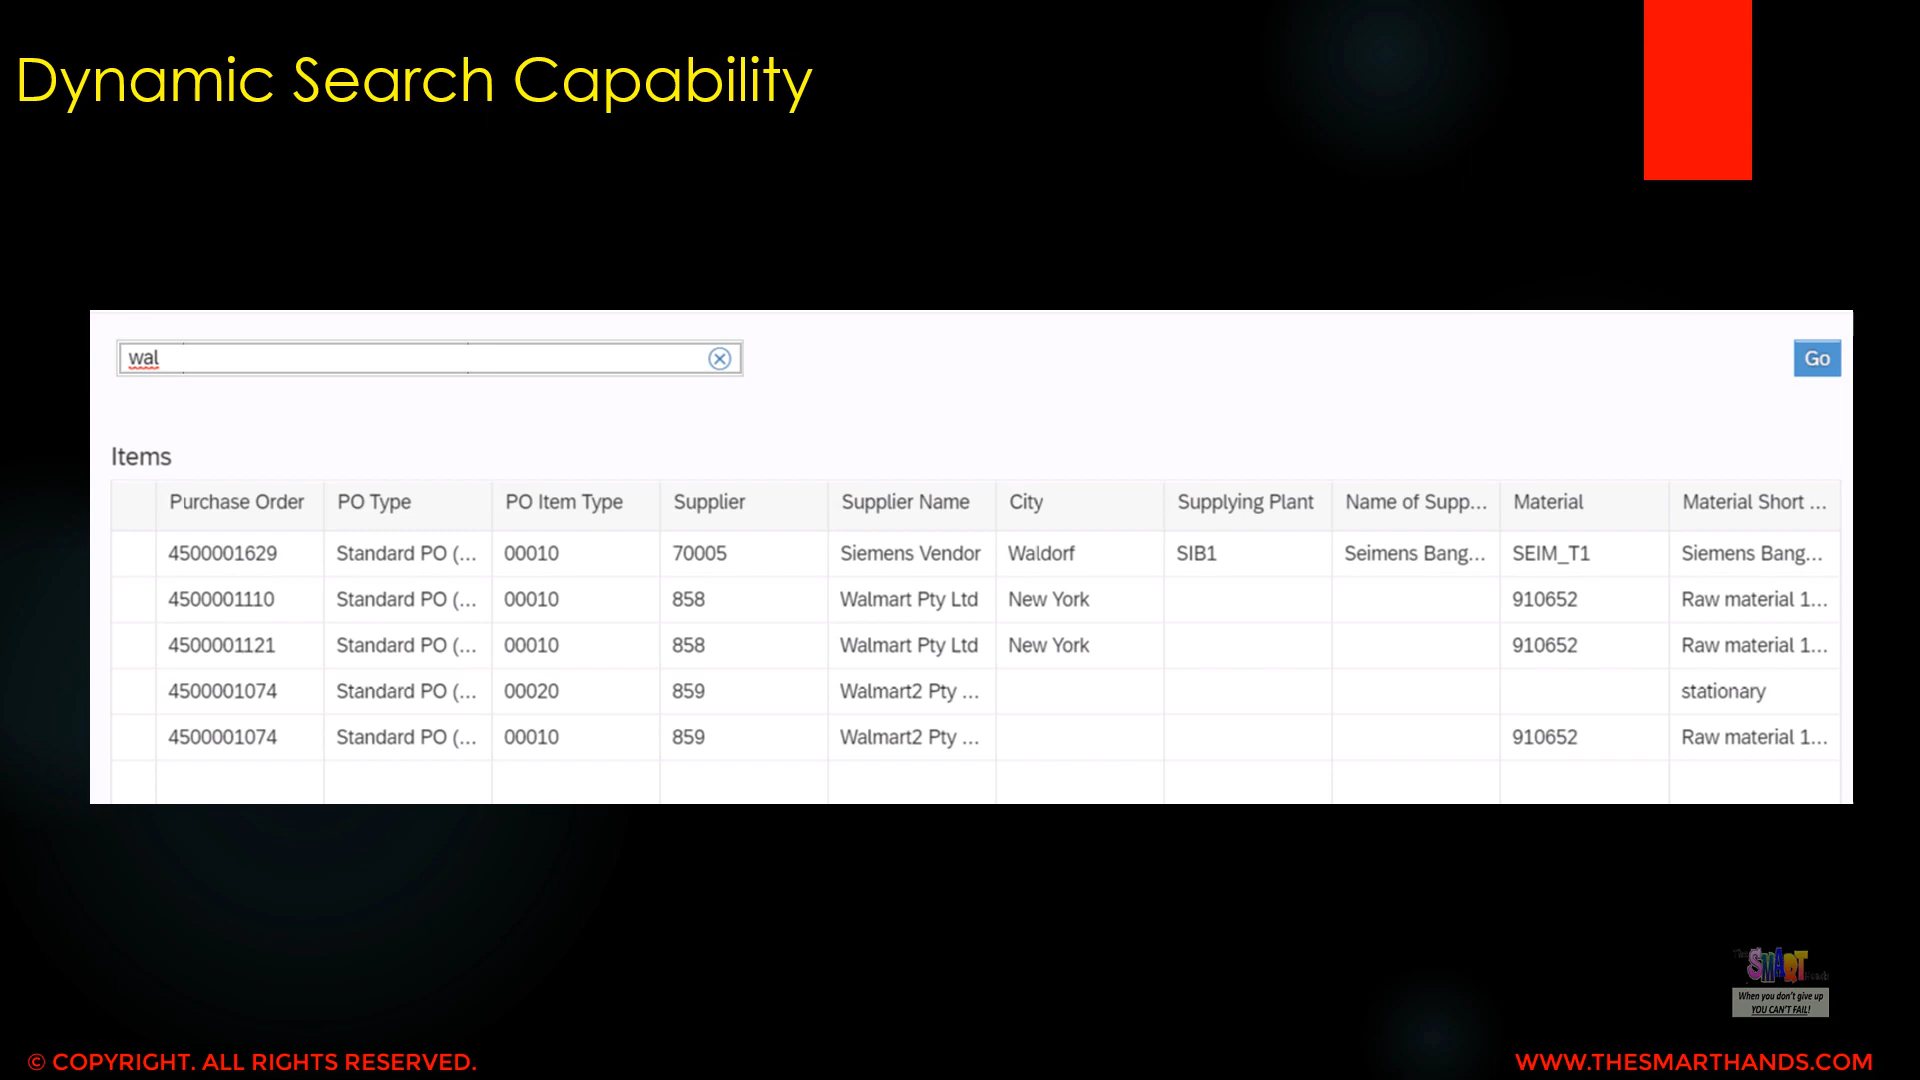 Dynamic Search Capability
wal
Go
Items
Purchase Order PO Type PO Item Type Supplier Supplier Name City Supplying Plant Name of Supp... Material Material Short ...
4500001629 Standard PO (... 00010 70005 Siemens Vendor Waldorf SIB1 Seimens Bang... SEIM_T1 Siemens Bang...
4500001110 Standard PO (... 00010 858 Walmart Pty Ltd New York 910652 Raw material 1...
4500001121 Standard PO (... 00010 858 Walmart Pty Ltd New York 910652 Raw material 1...
4500001074 Standard PO (... 00020 859 Walmart2 Pty ... stationary
4500001074 Standard PO (... 00010 859 Walmart2 Pty ... 910652 Raw material 1...
SMART
When you don't give up
YOU CAN'T FAIL!
© COPYRIGHT. ALL RIGHTS RESERVED.
WWW.THESMARTHANDS.COM